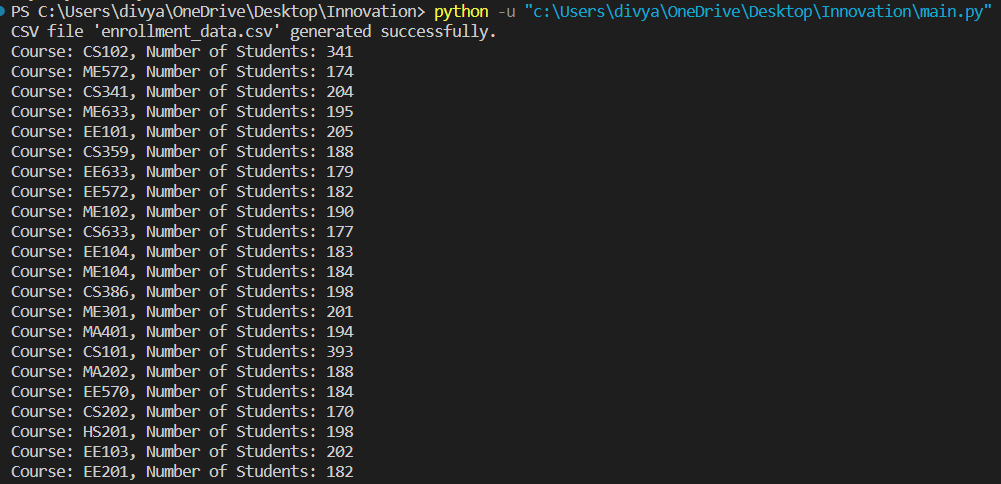 PS C:\Users\divya\OneDrive\Desktop\Innovation> python -u "c:\Users\divya\OneDrive\Desktop\Innovation\main.py"
CSV file 'enrollment_data.csv' generated successfully.
Course: CS102, Number of Students: 341
Course: ME572, Number of Students: 174
Course: CS341, Number of Students: 204
Course: ME633, Number of Students: 195
Course: EE101, Number of Students: 205
Course: CS359, Number of Students: 188
Course: EE633, Number of Students: 179
Course: EE572, Number of Students: 182
Course: ME102, Number of Students: 190
Course: CS633, Number of Students: 177
Course: EE104, Number of Students: 183
Course: ME104, Number of Students: 184
Course: CS386, Number of Students: 198
Course: ME301, Number of Students: 201
Course: MA401, Number of Students: 194
Course: CS101, Number of Students: 393
Course: MA202, Number of Students: 188
Course: EE570, Number of Students: 184
Course: CS202, Number of Students: 170
Course: HS201, Number of Students: 198
Course: EE103, Number of Students: 202
Course: EE201, Number of Students: 182